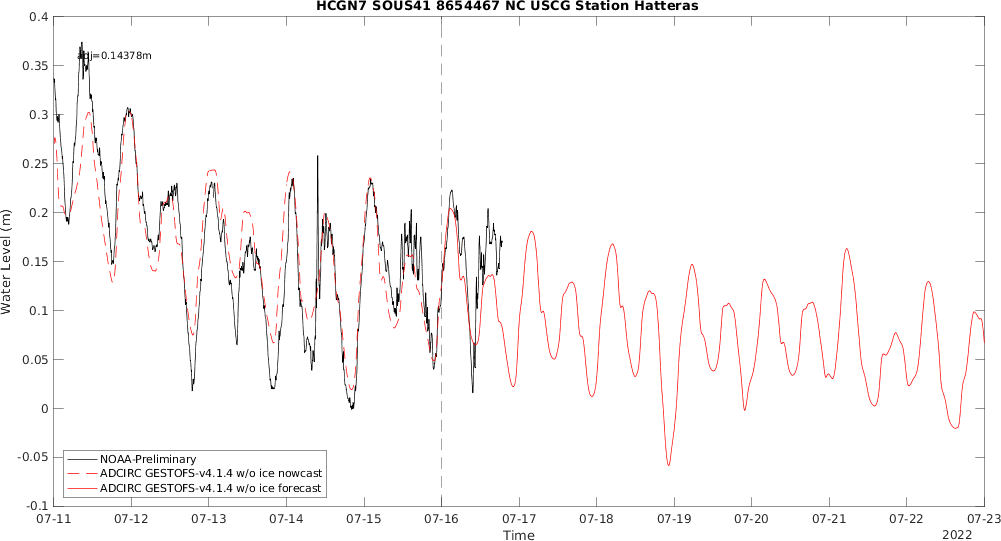 HCGN7 SOUS41 8654467 NC USCG Station Hatteras
0.4
0.35
0.3
0.25
0.2
0.15
0.1
0.05
0
-0.05
-0.1
Water Level (m)
adj=0.14378m
NOAA-Preliminary
ADCIRC GESTOFS-v4.1.4 w/o ice nowcast
ADCIRC GESTOFS-v4.1.4 w/o ice forecast
07-11 07-12 07-13 07-14 07-15 07-16 07-17 07-18 07-19 07-20 07-21 07-22 07-23
Time
2022